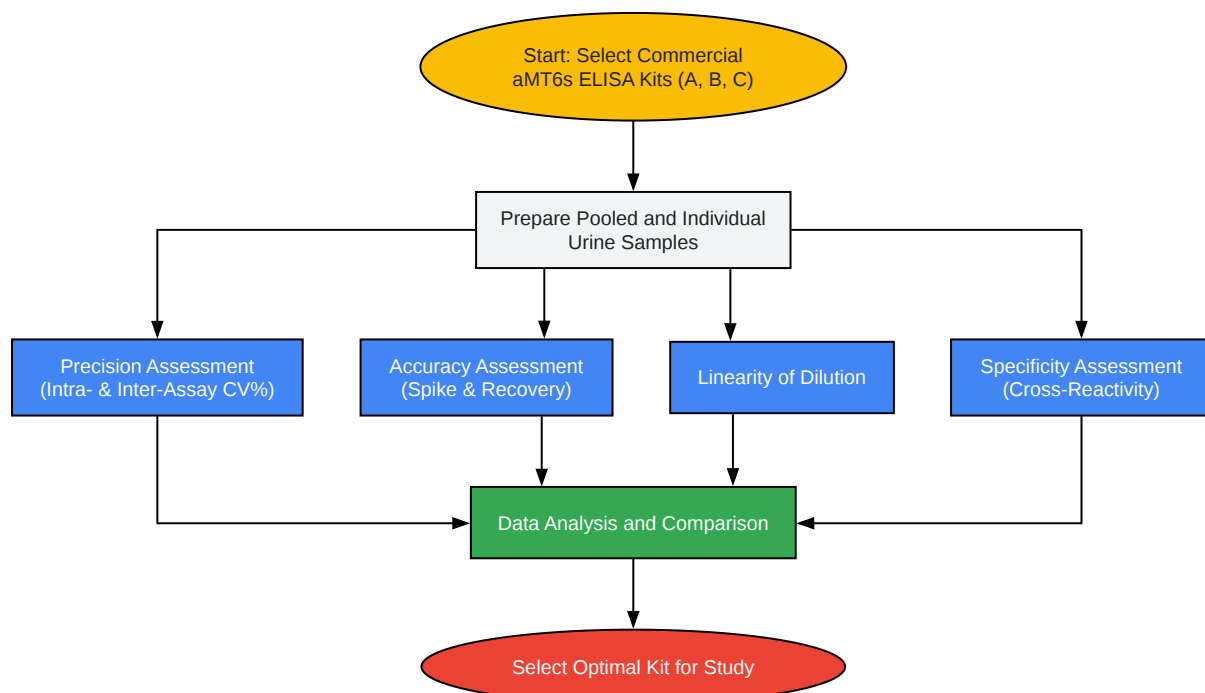 Start: Select Commercial
aMT6s ELISA Kits (A, B, C)
Prepare Pooled and Individual
Urine Samples
Precision Assessment
(Intra- & Inter-Assay CV%)
Accuracy Assessment
(Spike & Recovery)
Linearity of Dilution
Specificity Assessment
(Cross-Reactivity)
Data Analysis and Comparison
Select Optimal Kit for Study